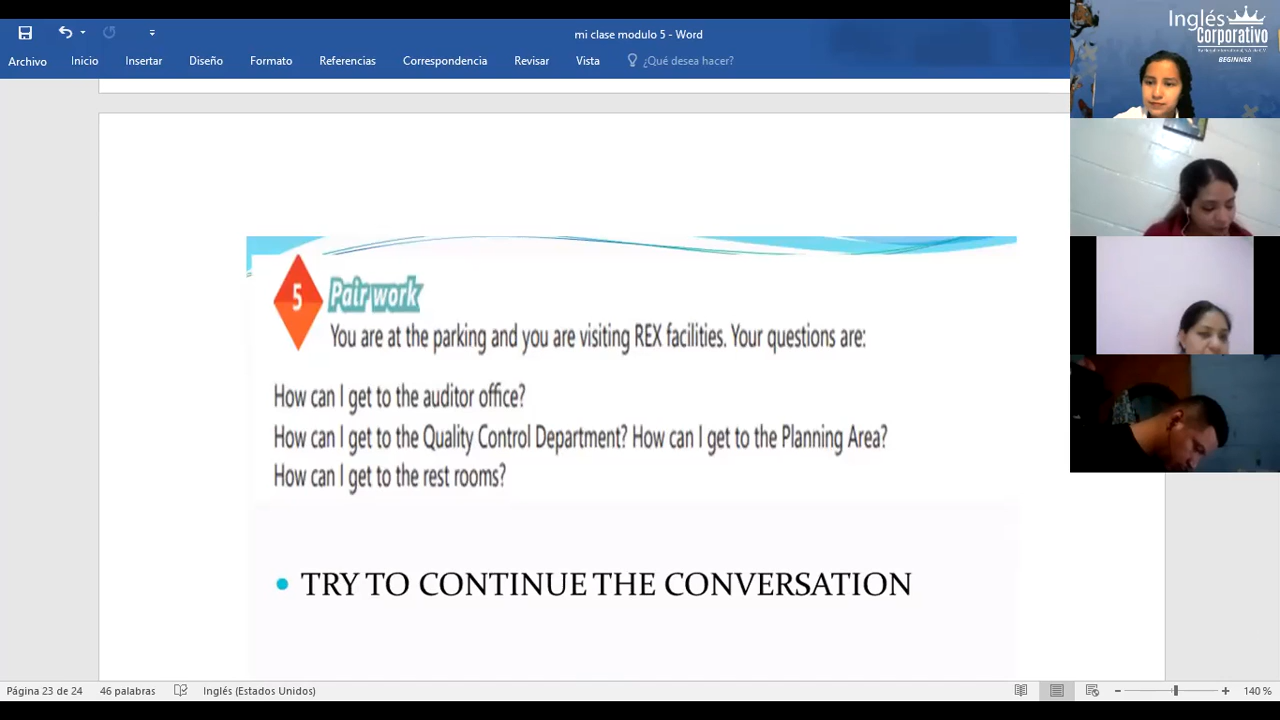 mi clase modulo 5 - Word
Archivo Inicio Insertar Diseño Formato Referencias Correspondencia Revisar Vista ¿Qué desea hacer?
Inglés
Corporativo
BEGINNER
5 Pair work
You are at the parking and you are visiting REX facilities. Your questions are:
How can I get to the auditor office?
How can I get to the Quality Control Department? How can I get to the Planning Area?
How can I get to the rest rooms?
• TRY TO CONTINUE THE CONVERSATION
Página 23 de 24 46 palabras Inglés (Estados Unidos) 140 %